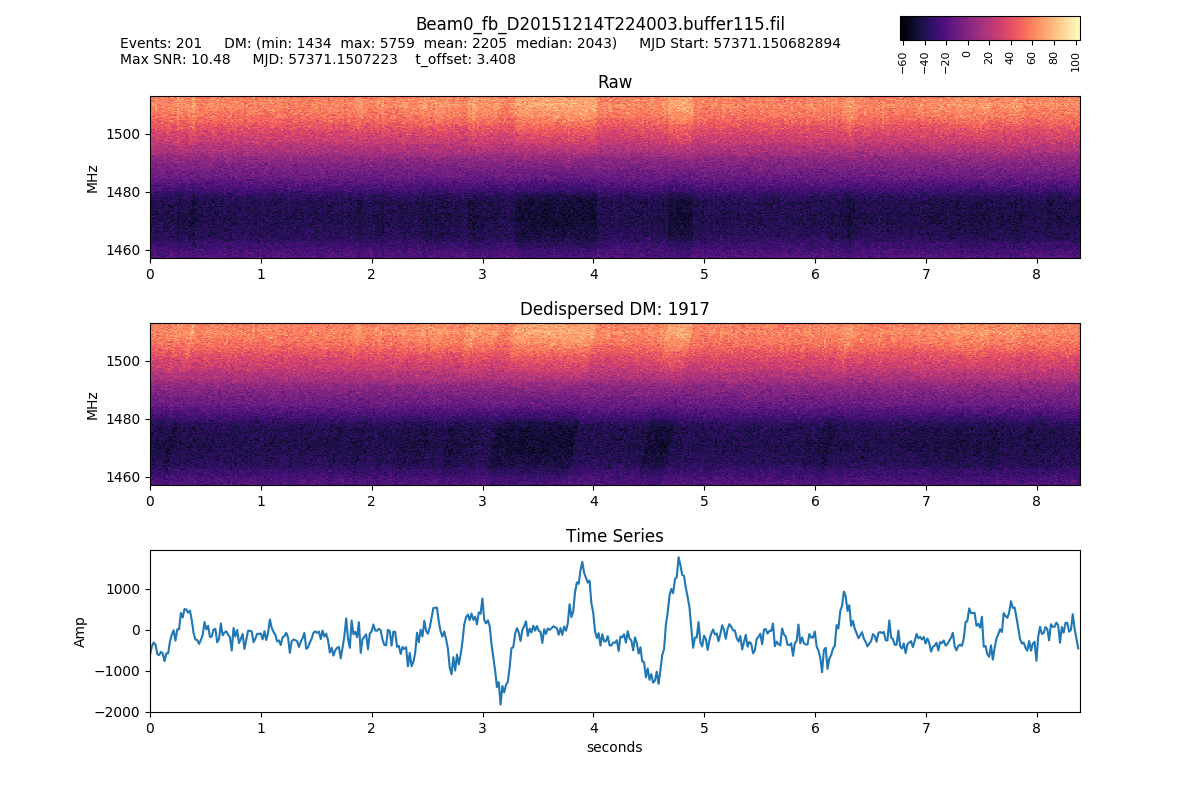 Beam0_fb_D20151214T224003.buffer115.fil
Events: 201 DM: (min: 1434 max: 5759 mean: 2205 median: 2043) MJD Start: 57371.150682894
Max SNR: 10.48 MJD: 57371.1507223 t_offset: 3.408
−60 −40 −20 0 20 40 60 80 100
Raw
MHz
1500
1480
1460
0 1 2 3 4 5 6 7 8
Dedispersed DM: 1917
MHz
1500
1480
1460
0 1 2 3 4 5 6 7 8
Time Series
Amp
1000
0
−1000
−2000
0 1 2 3 4 5 6 7 8
seconds